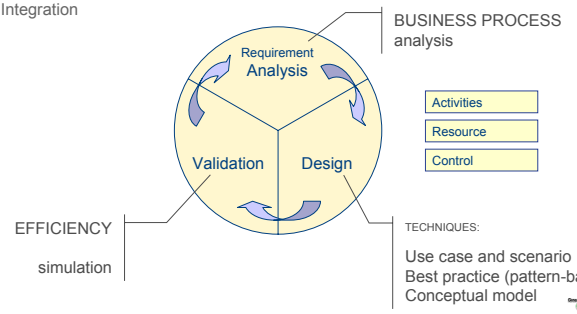 Integration
BUSINESS PROCESS
analysis
Requirement
Analysis
Activities
Resource
Control
Validation
Design
EFFICIENCY
simulation
TECHNIQUES:
Use case and scenario
Best practice (pattern-ba
Conceptual model